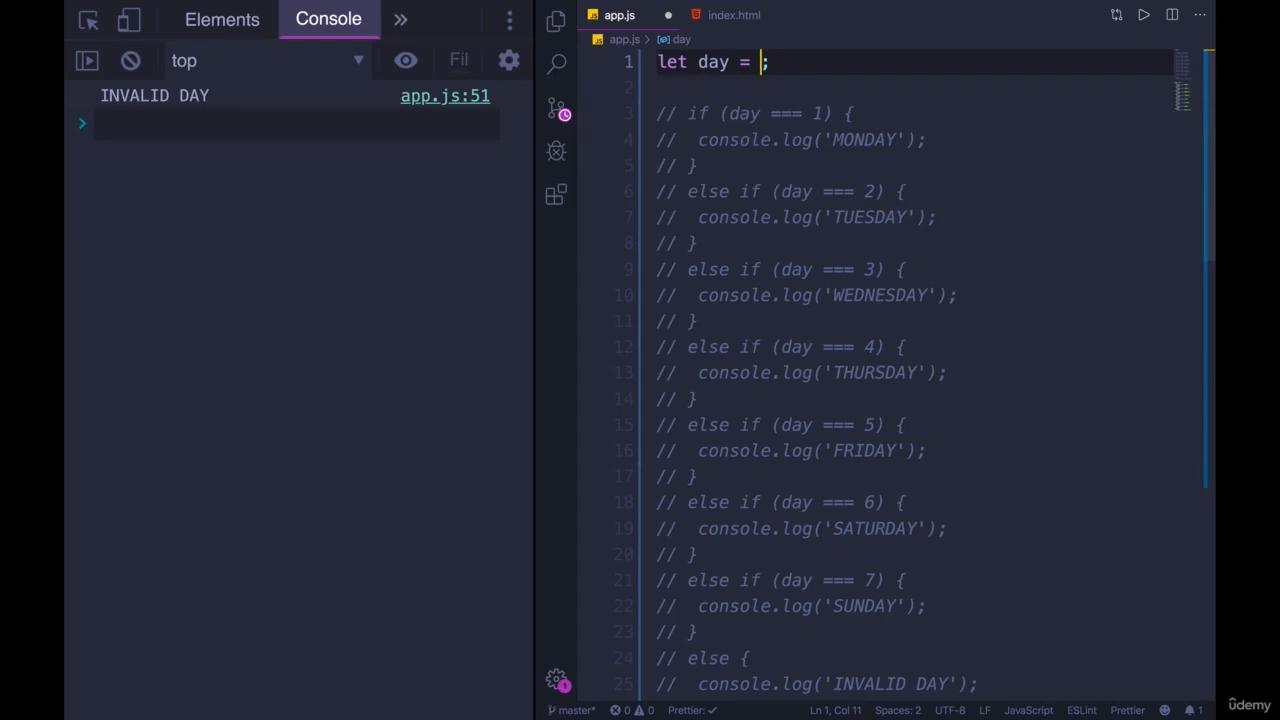 Elements
Console
»
top
Fil
INVALID DAY
app.js:51
>
app.js
index.html
app.js > day
1 let day = ;
2
3 // if (day === 1) {
4 //  console.log('MONDAY');
5 // }
6 // else if (day === 2) {
7 //  console.log('TUESDAY');
8 // }
9 // else if (day === 3) {
10 //  console.log('WEDNESDAY');
11 // }
12 // else if (day === 4) {
13 //  console.log('THURSDAY');
14 // }
15 // else if (day === 5) {
16 //  console.log('FRIDAY');
17 // }
18 // else if (day === 6) {
19 //  console.log('SATURDAY');
20 // }
21 // else if (day === 7) {
22 //  console.log('SUNDAY');
23 // }
24 // else {
25 //  console.log('INVALID DAY');
1
master* 0 0 Prettier: ✓ Ln 1, Col 11 Spaces: 2 UTF-8 LF JavaScript ESLint Prettier 1
ûdemy